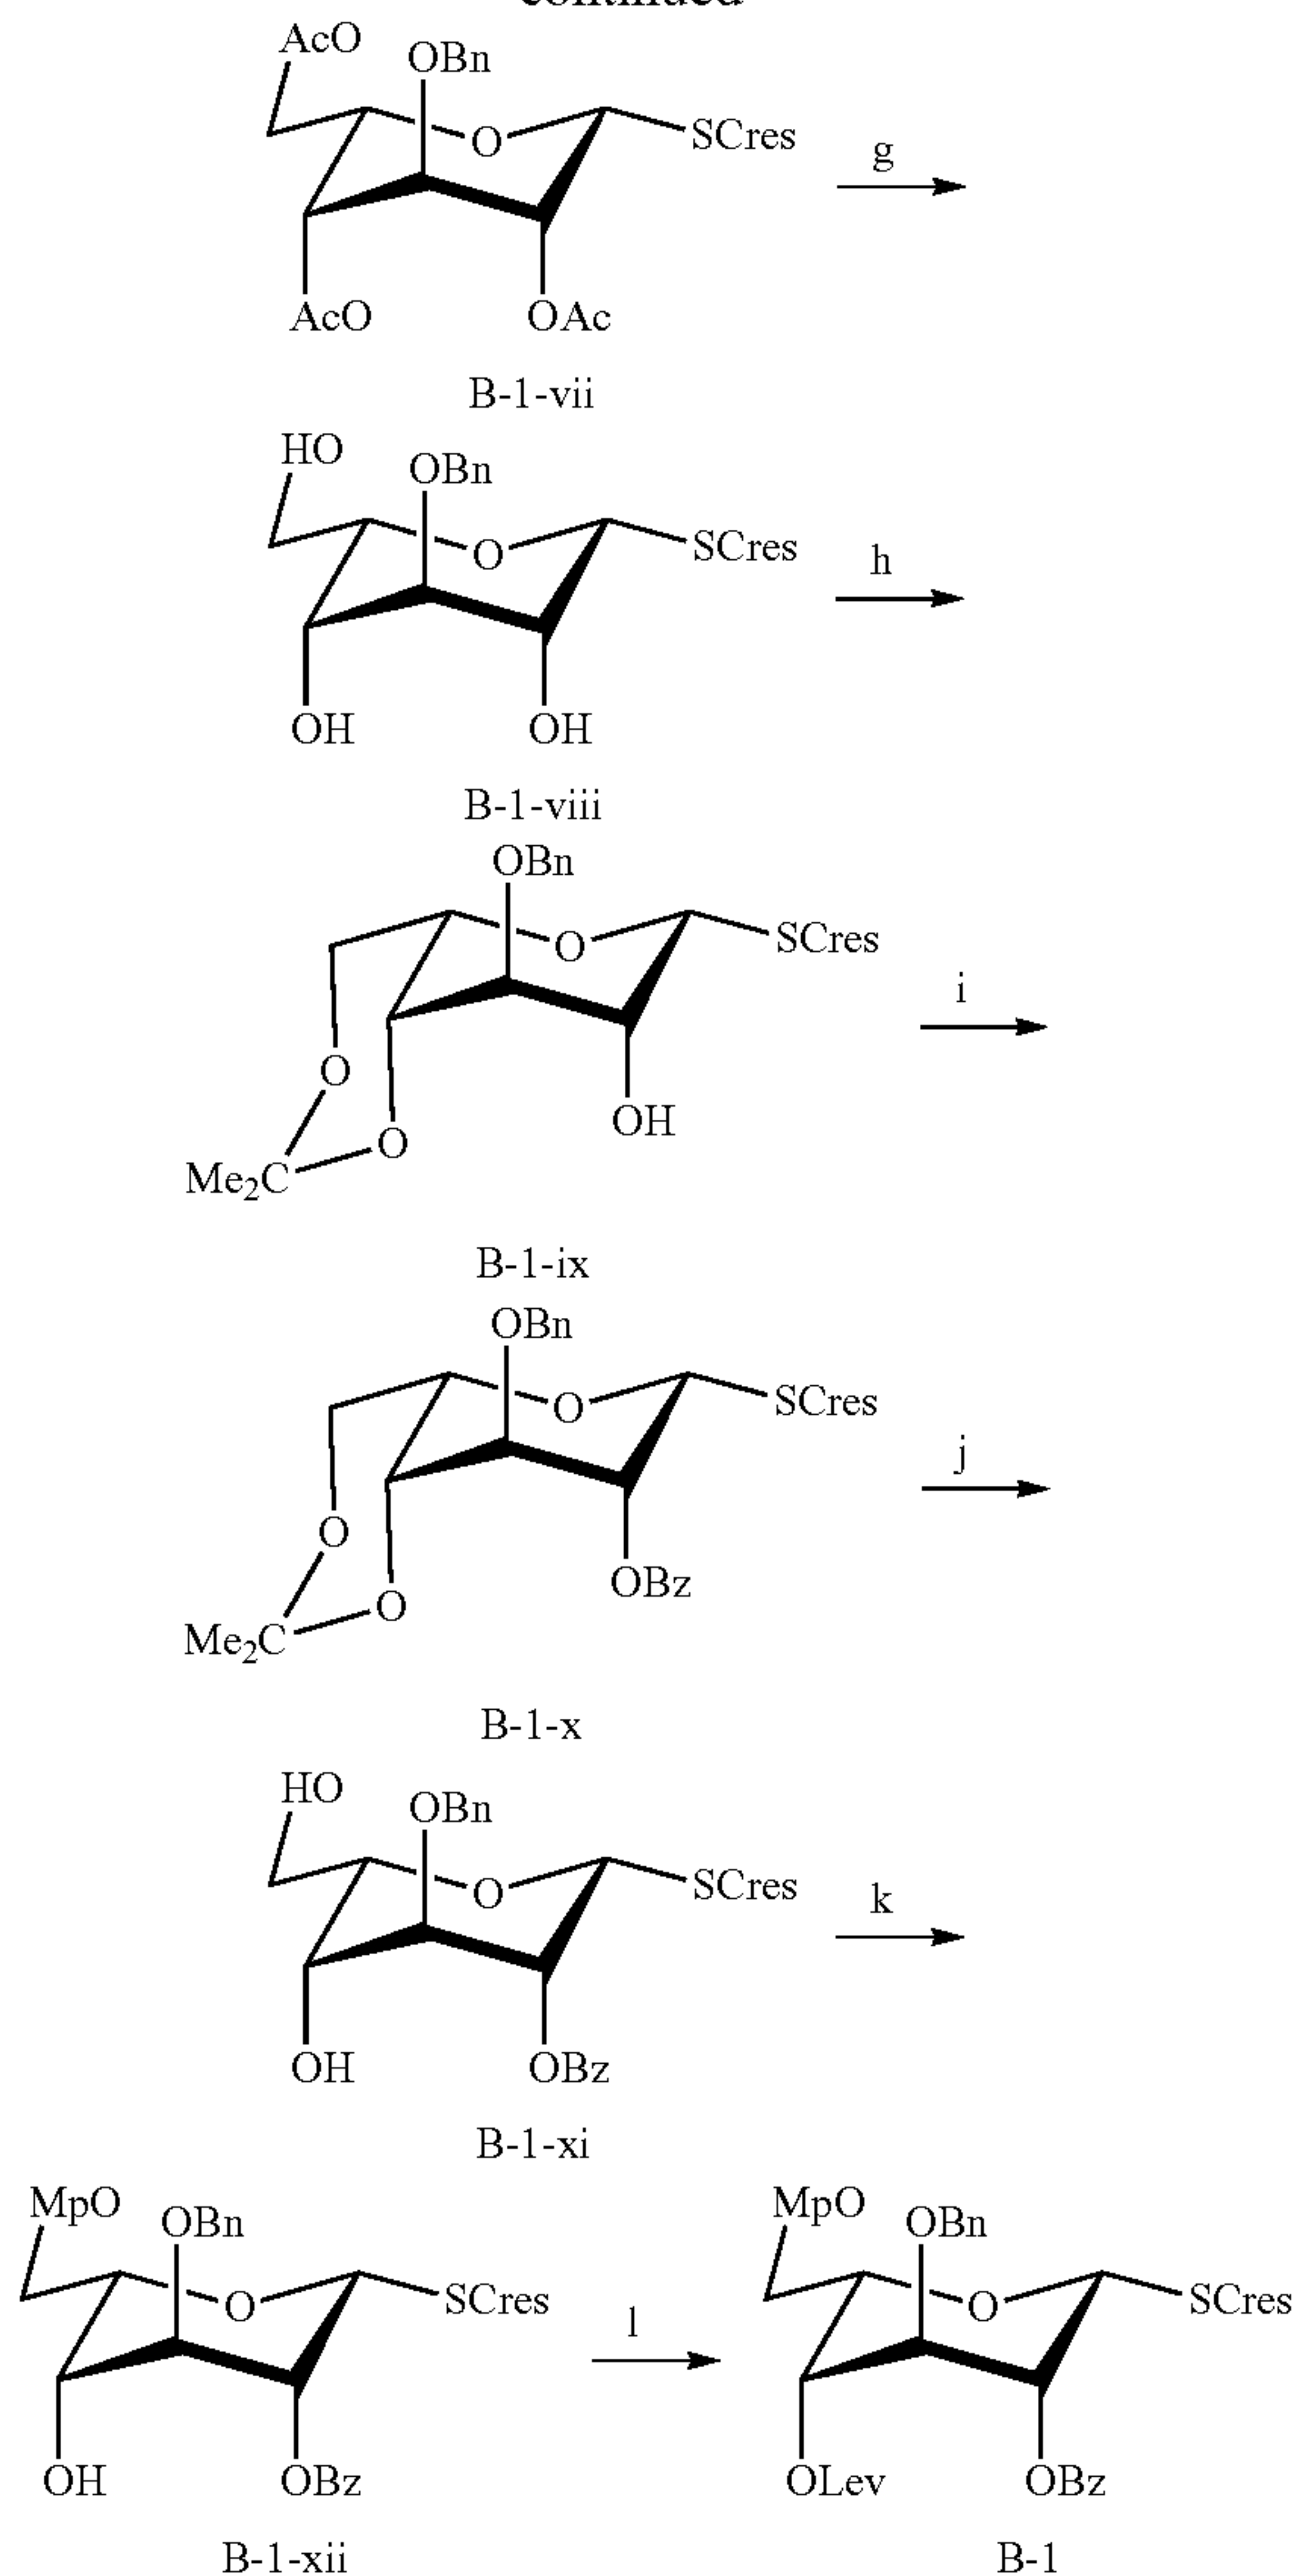 continued
AcO
OBn
O
SCres
g
AcO
OAc
B-1-vii
HO
OBn
O
SCres
h
OH
OH
B-1-viii
OBn
O
SCres
i
O
O
OH
Me₂C
B-1-ix
OBn
O
SCres
j
O
O
OBz
Me₂C
B-1-x
HO
OBn
O
SCres
k
OH
OBz
B-1-xi
MpO
OBn
O
SCres
l
OH
OBz
B-1-xii
MpO
OBn
O
SCres
OLev
OBz
B-1